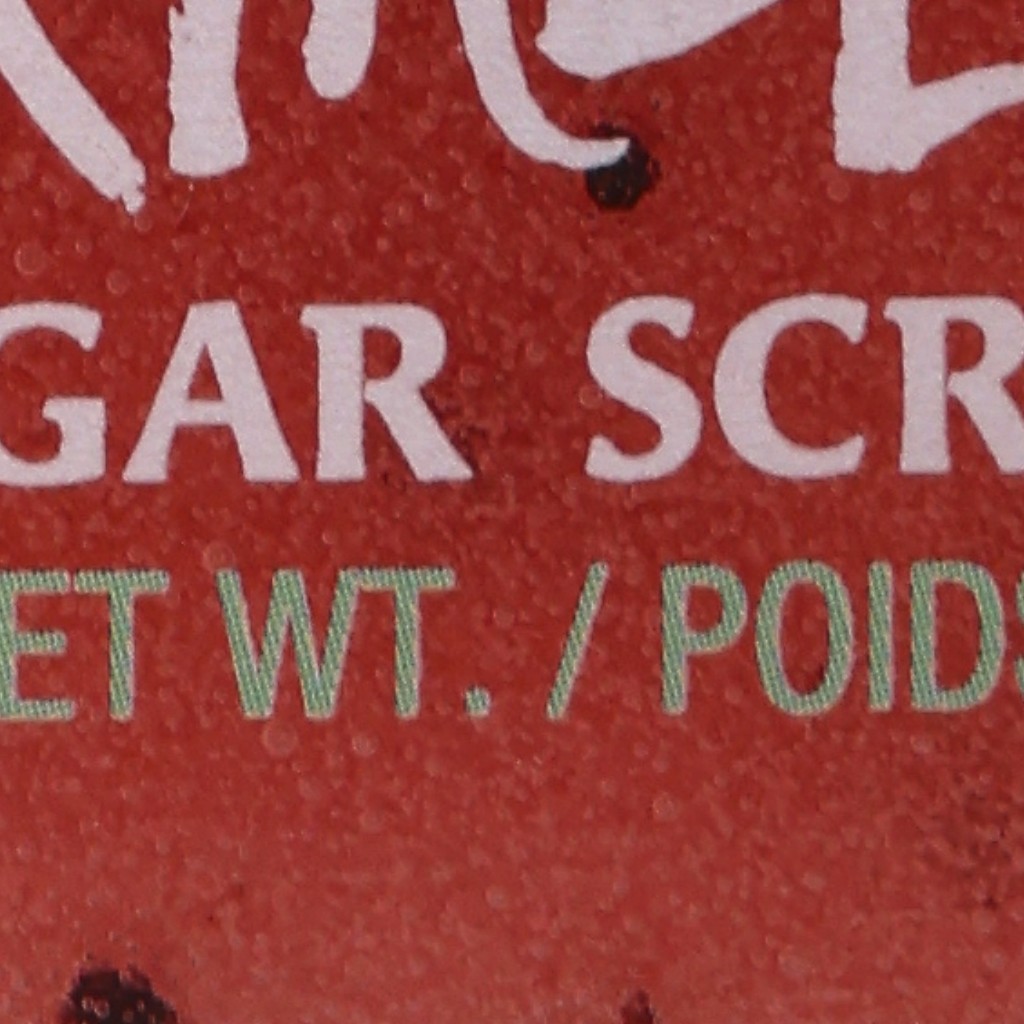 GAR SCR
ET WT. / POIDS